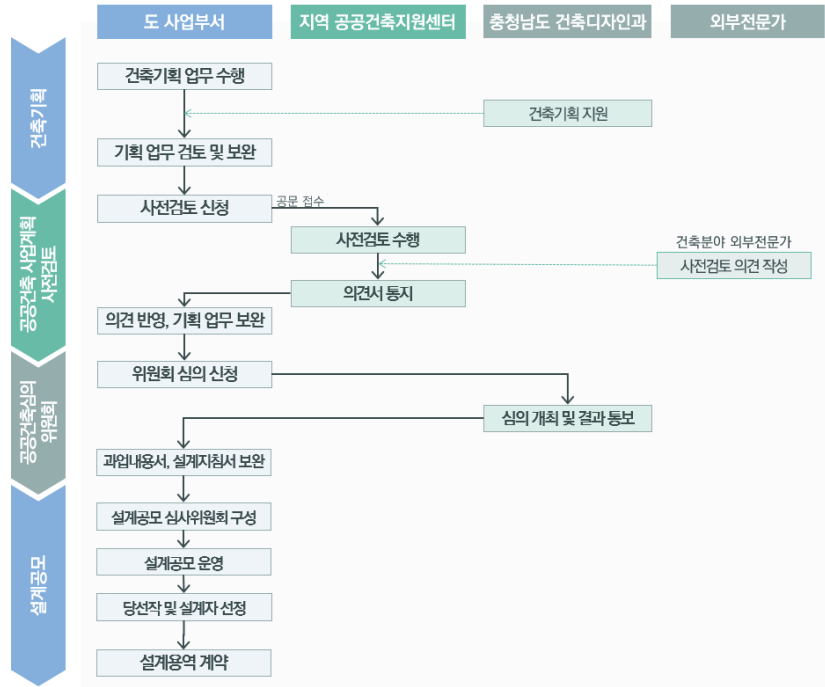 도 사업부서
지역 공공건축지원센터
충청남도 건축디자인과
외부전문가
건축기획
건축기획 업무 수행
건축기획 지원
기획 업무 검토 및 보완
공공건축 사업계획
사전검토
사전검토 신청
공문 접수
사전검토 수행
건축분야 외부전문가
사전검토 의견 작성
의견서 통지
의견 반영, 기획 업무 보완
공공건축심의
위원회
위원회 심의 신청
심의 개최 및 결과 통보
과업내용서, 설계지침서 보완
설계공모
설계공모 심사위원회 구성
설계공모 운영
당선작 및 설계자 선정
설계용역 계약